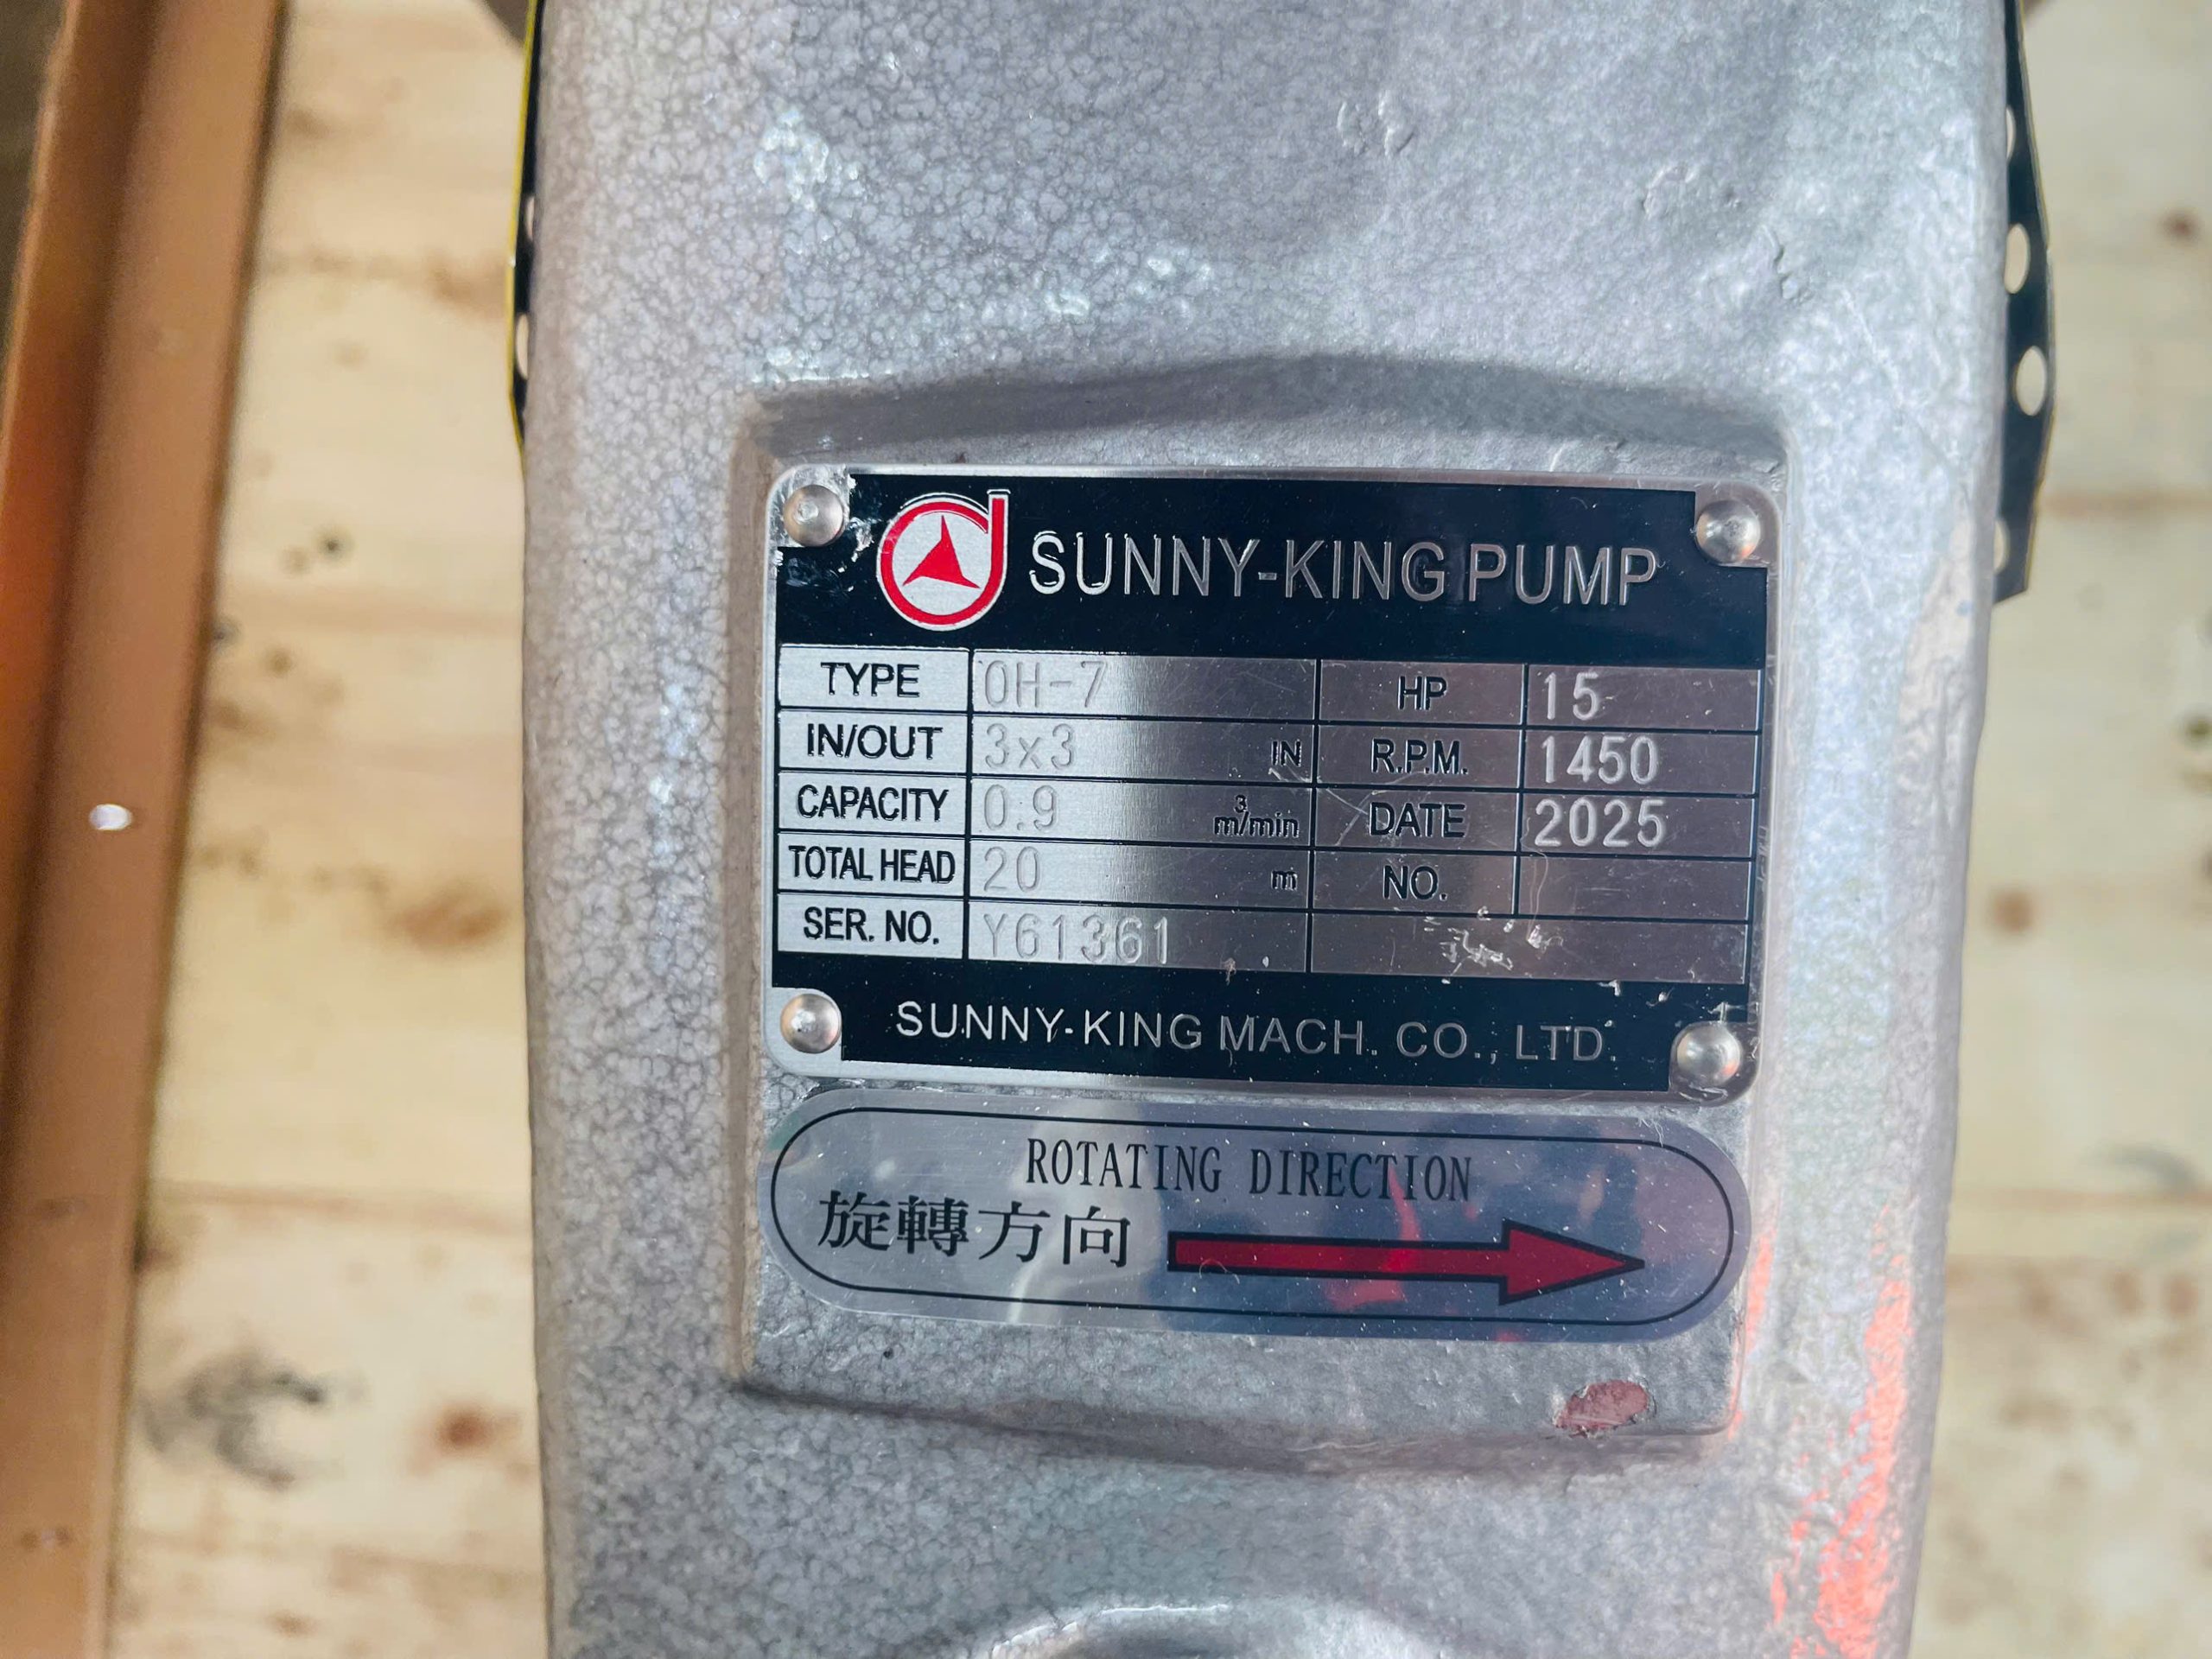 SUNNY-KING PUMP
TYPE OH-7 HP 15
IN/OUT 3x3 IN R.P.M. 1450
CAPACITY 0.9 m³/min DATE 2025
TOTAL HEAD 20 m NO.
SER. NO. Y61361
SUNNY-KING MACH. CO., LTD.
ROTATING DIRECTION
旋轉方向